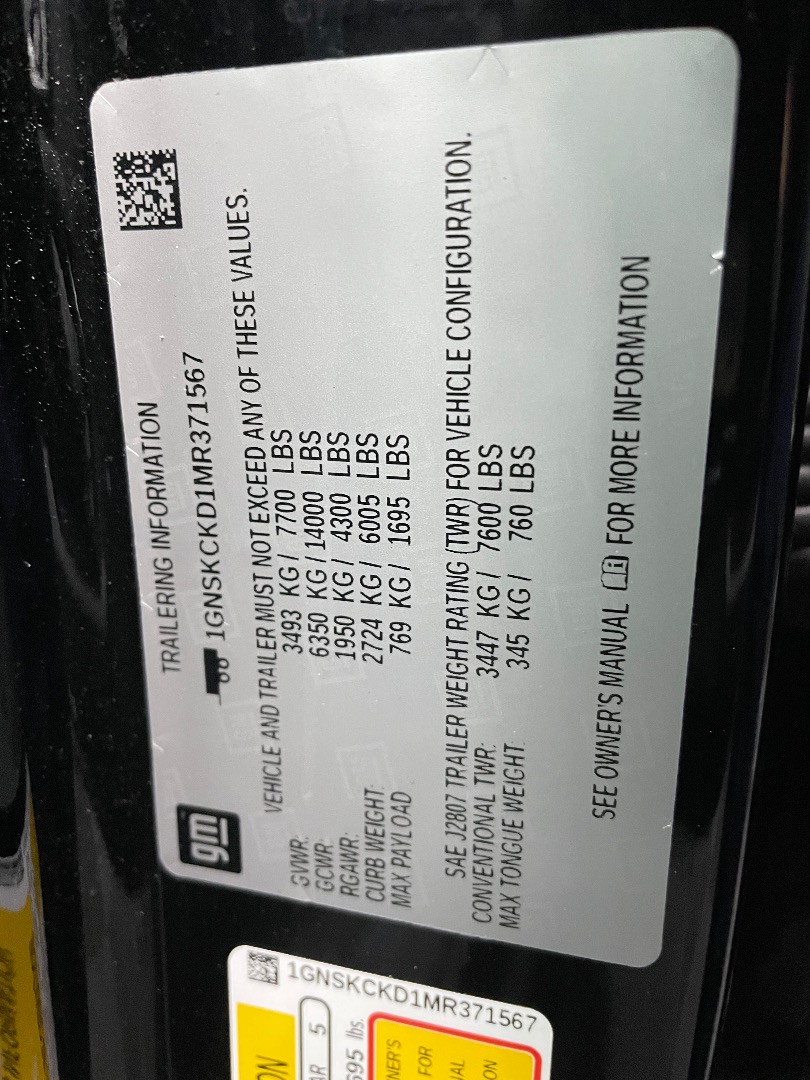 gm
TRAILERING INFORMATION
1GNSKCKD1MR371567
VEHICLE AND TRAILER MUST NOT EXCEED ANY OF THESE VALUES.
GVWR: 3493 KG / 7700 LBS
GCWR: 6350 KG / 14000 LBS
RGAWR: 1950 KG / 4300 LBS
CURB WEIGHT: 2724 KG / 6005 LBS
MAX PAYLOAD 769 KG / 1695 LBS
SAE J2807 TRAILER WEIGHT RATING (TWR) FOR VEHICLE CONFIGURATION.
CONVENTIONAL TWR: 3447 KG / 7600 LBS
MAX TONGUE WEIGHT: 345 KG / 760 LBS
SEE OWNER'S MANUAL FOR MORE INFORMATION
1GNSKCKD1MR371567
5
lbs.
FOR